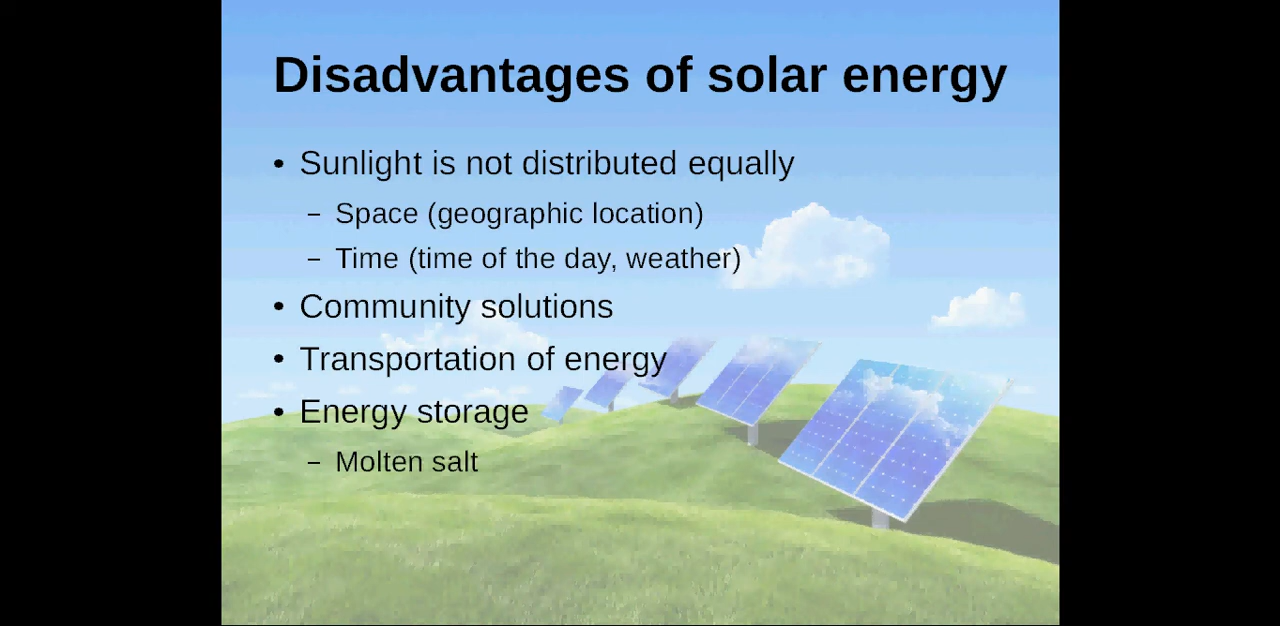 Disadvantages of solar energy
• Sunlight is not distributed equally
– Space (geographic location)
– Time (time of the day, weather)
• Community solutions
• Transportation of energy
• Energy storage
– Molten salt